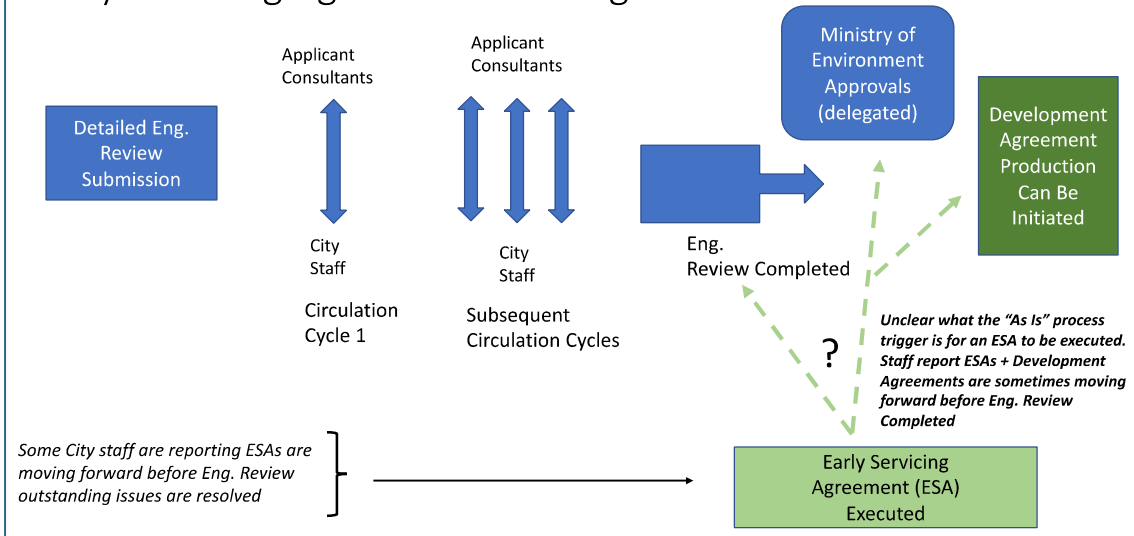 Applicant
Consultants
Applicant
Consultants
Ministry of
Environment
Approvals
(delegated)
Detailed Eng.
Review
Submission
Development
Agreement
Production
Can Be
Initiated
City
Staff
City
Staff
Eng.
Review Completed
Circulation
Cycle 1
Subsequent
Circulation Cycles
?
Unclear what the “As Is” process
trigger is for an ESA to be executed.
Staff report ESAs + Development
Agreements are sometimes moving
forward before Eng. Review
Completed
Some City staff are reporting ESAs are
moving forward before Eng. Review
outstanding issues are resolved
Early Servicing
Agreement (ESA)
Executed